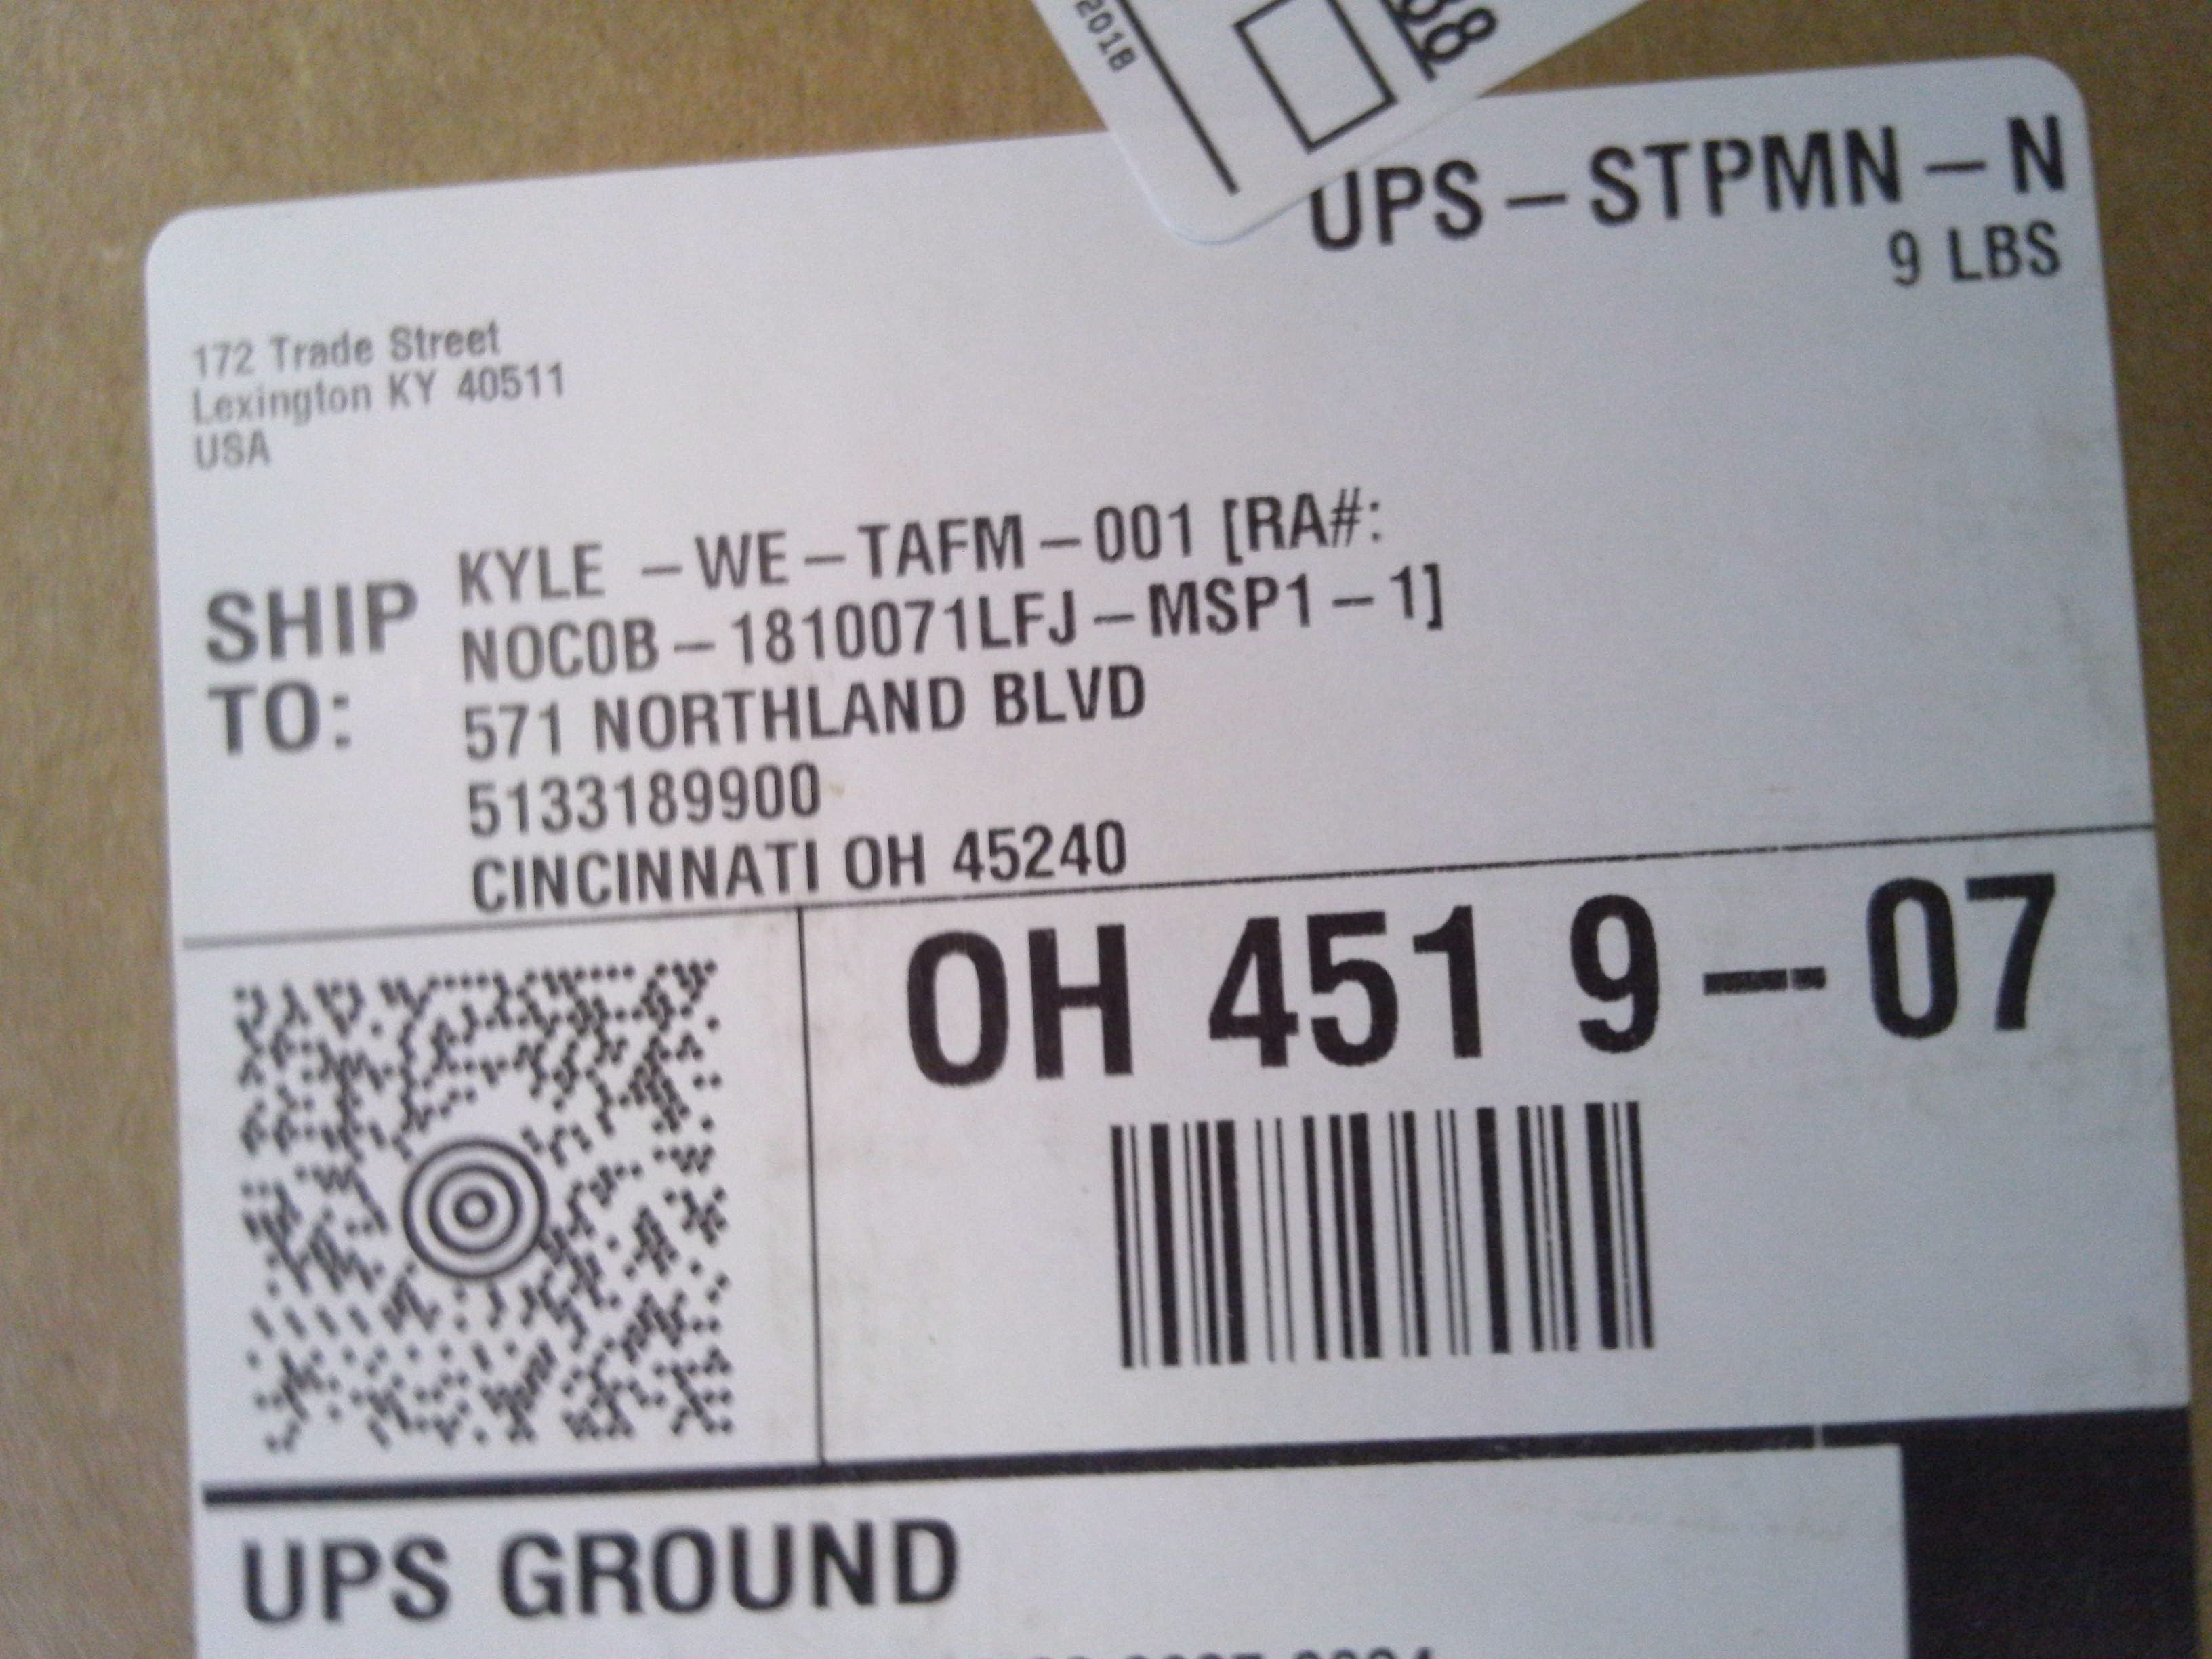 2018
UPS – STPMN – N
9 LBS
172 Trade Street
Lexington KY 40511
USA
SHIP TO:
KYLE – WE – TAFM – 001 [RA#:
NOC0B – 1810071LFJ – MSP1 – 1]
571 NORTHLAND BLVD
5133189900
CINCINNATI OH 45240
OH 451 9 – 07
UPS GROUND